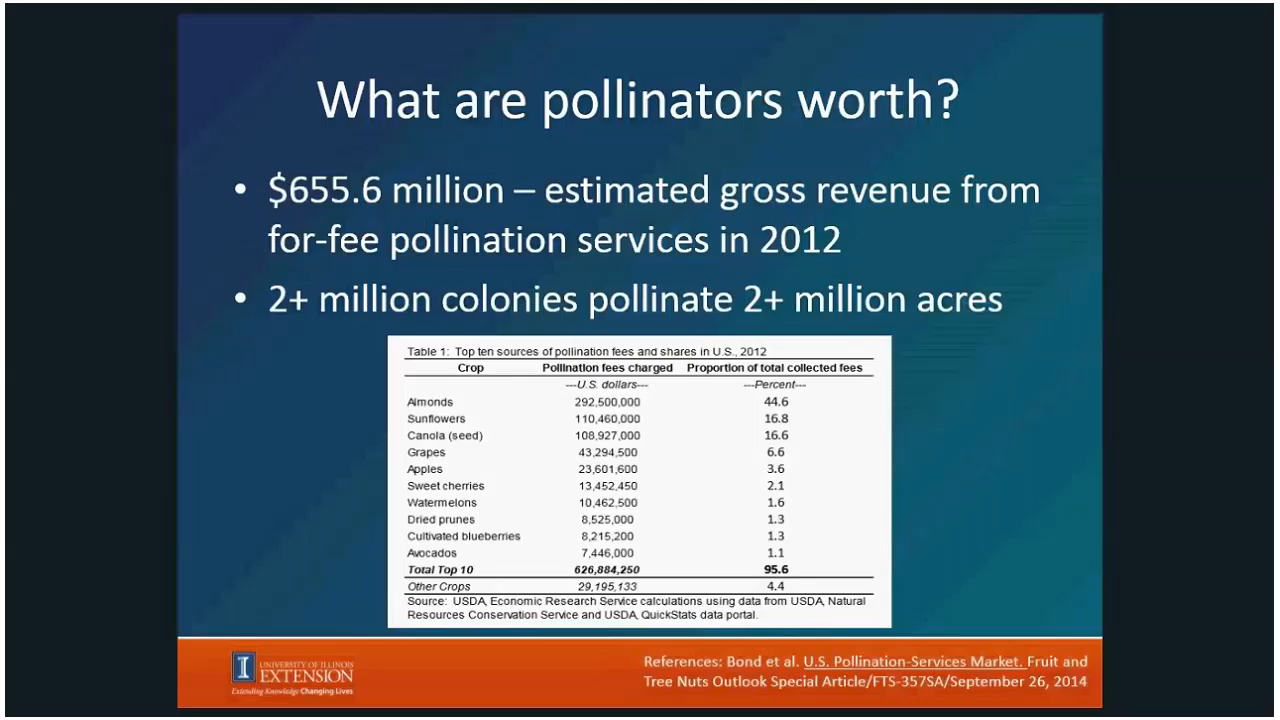 What are pollinators worth?
• $655.6 million – estimated gross revenue from
for-fee pollination services in 2012
• 2+ million colonies pollinate 2+ million acres
Table 1: Top ten sources of pollination fees and shares in U.S., 2012
Crop Pollination fees charged Proportion of total collected fees
---U.S. dollars--- ---Percent---
Almonds 292,500,000 44.6
Sunflowers 110,460,000 16.8
Canola (seed) 108,927,000 16.6
Grapes 43,294,500 6.6
Apples 23,601,600 3.6
Sweet cherries 13,452,450 2.1
Watermelons 10,462,500 1.6
Dried prunes 8,525,000 1.3
Cultivated blueberries 8,215,200 1.3
Avocados 7,446,000 1.1
Total Top 10 626,884,250 95.6
Other Crops 29,195,133 4.4
Source: USDA, Economic Research Service calculations using data from USDA, Natural
Resources Conservation Service and USDA, QuickStats data portal.
I
UNIVERSITY OF ILLINOIS
EXTENSION
Extending Knowledge Changing Lives
References: Bond et al. U.S. Pollination-Services Market. Fruit and
Tree Nuts Outlook Special Article/FTS-357SA/September 26, 2014